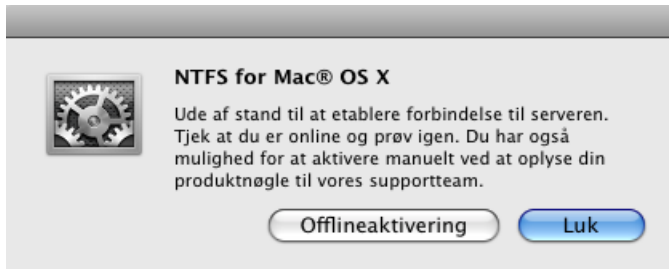 NTFS for Mac® OS X
Ude af stand til at etablere forbindelse til serveren.
Tjek at du er online og prøv igen. Du har også
mulighed for at aktivere manuelt ved at oplyse din
produktnøgle til vores supportteam.
Offlineaktivering
Luk